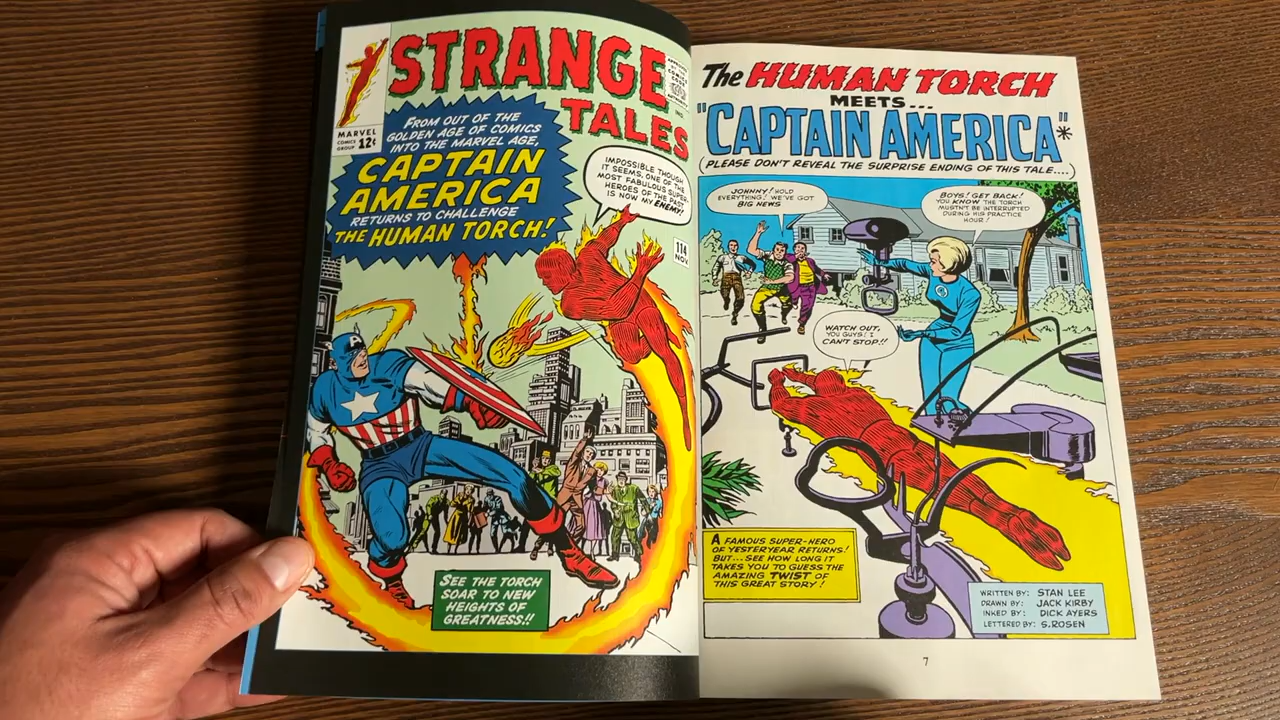 STRANGE
TALES
MARVEL
COMICS
GROUP
12¢
APPROVED
BY THE
COMICS
CODE
AUTHORITY
IND.
FROM OUT OF THE
GOLDEN AGE OF COMICS
INTO THE MARVEL AGE,
CAPTAIN
AMERICA
RETURNS TO CHALLENGE
THE HUMAN TORCH!
IMPOSSIBLE THOUGH
IT SEEMS, ONE OF THE
MOST FABULOUS SUPER-
HEROES OF THE PAST
IS NOW MY ENEMY!
114
NOV.
SEE THE TORCH
SOAR TO NEW
HEIGHTS OF
GREATNESS!!
The HUMAN TORCH
MEETS...
"CAPTAIN AMERICA"*
(PLEASE DON'T REVEAL THE SURPRISE ENDING OF THIS TALE....)
JOHNNY! HOLD
EVERYTHING! WE'VE GOT
BIG NEWS
BOYS! GET BACK!
YOU KNOW THE TORCH
MUSTN'T BE INTERRUPTED
DURING HIS PRACTICE
HOUR!
WATCH OUT,
YOU GUYS! I
CAN'T STOP!!
A FAMOUS SUPER-HERO
OF YESTERYEAR RETURNS!
BUT... SEE HOW LONG IT
TAKES YOU TO GUESS THE
AMAZING TWIST OF
THIS GREAT STORY!
WRITTEN BY: STAN LEE
DRAWN BY: JACK KIRBY
INKED BY: DICK AYERS
LETTERED BY: S.ROSEN
7